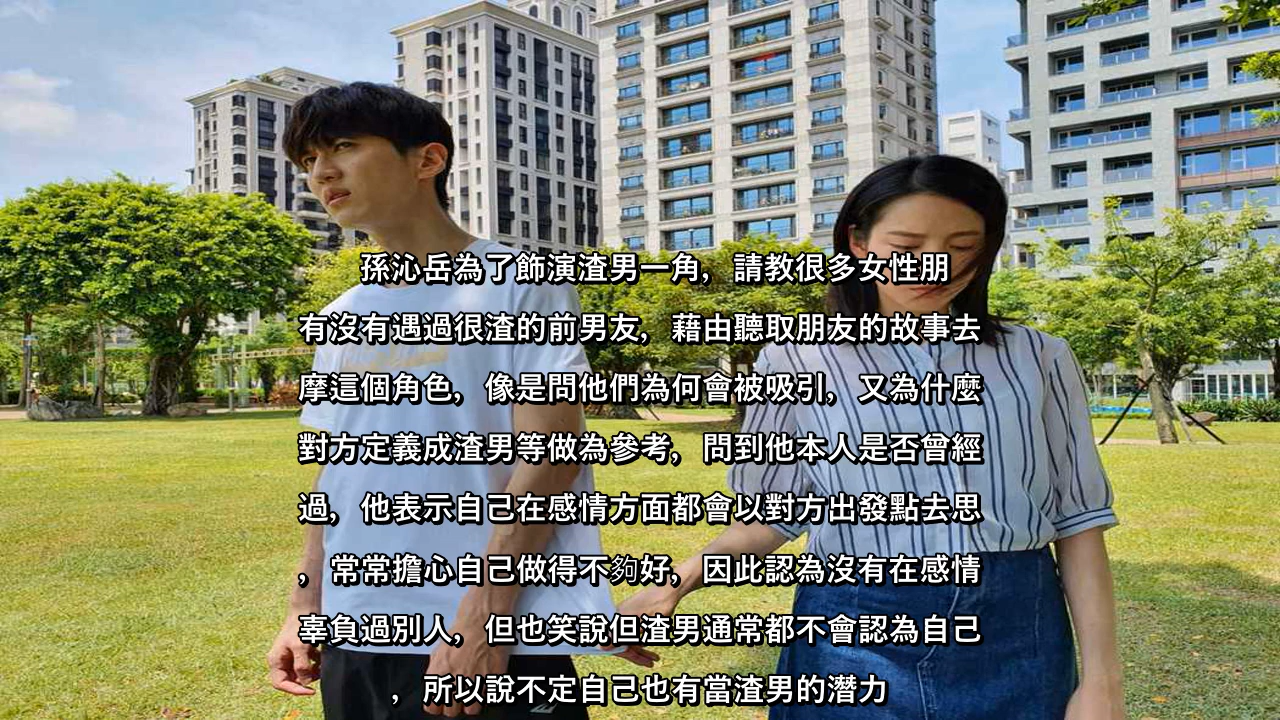 孫沁岳為了飾演渣男一角，請教很多女性朋
有沒有遇過很渣的前男友，藉由聽取朋友的故事去
摩這個角色，像是問他們為何會被吸引，又為什麼
對方定義成渣男等做為參考，問到他本人是否曾經
過，他表示自己在感情方面都會以對方出發點去思
，常常擔心自己做得不夠好，因此認為沒有在感情
辜負過別人，但也笑說但渣男通常都不會認為自己
，所以說不定自己也有當渣男的潛力